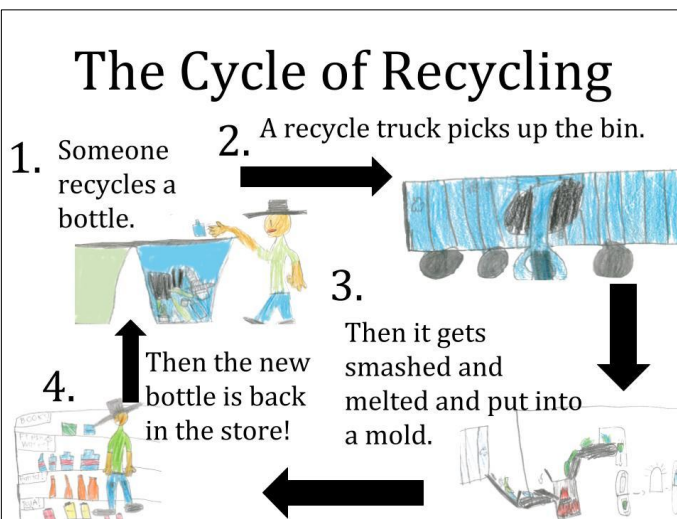 The Cycle of Recycling
1. Someone
recycles a
bottle.
2. A recycle truck picks up the bin.
3.
Then it gets
smashed and
melted and put into
a mold.
4.
Then the new
bottle is back
in the store!